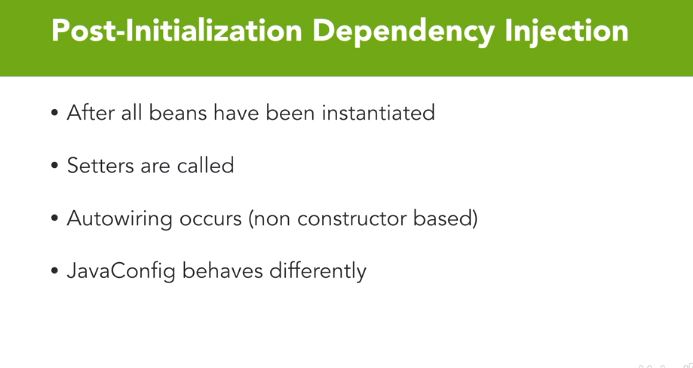 Post-Initialization Dependency Injection
• After all beans have been instantiated
• Setters are called
• Autowiring occurs (non constructor based)
• JavaConfig behaves differently